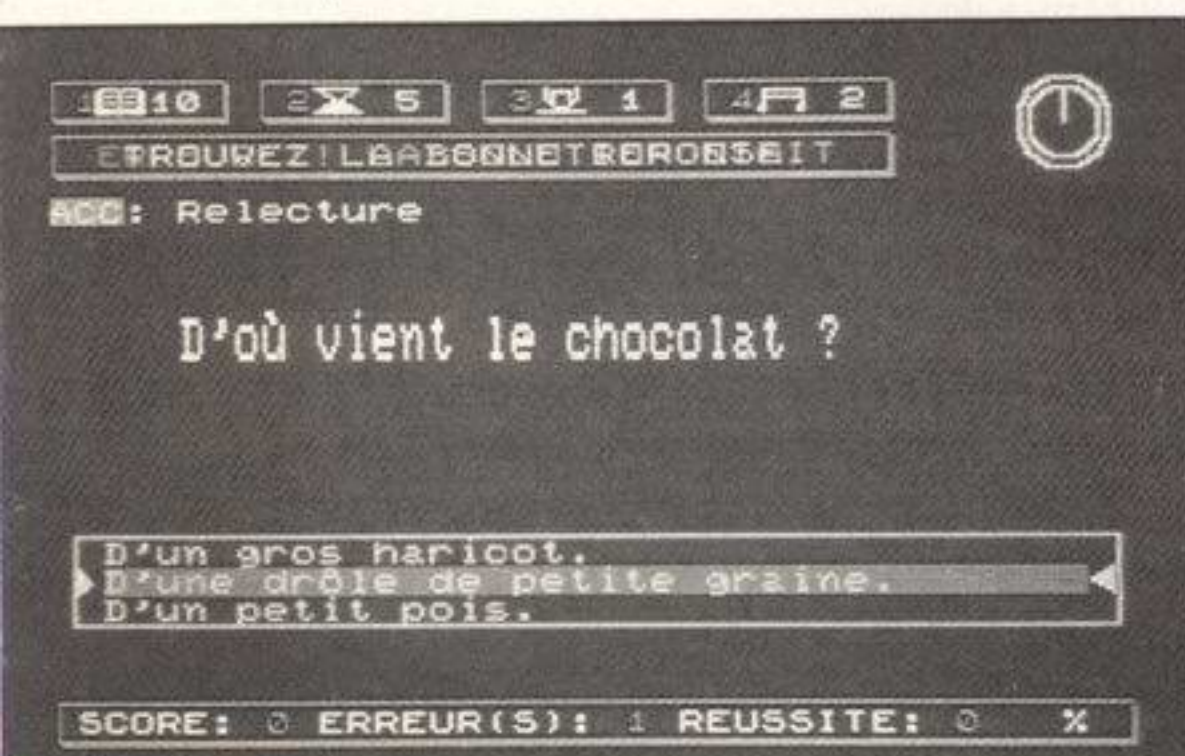 1 10 2 5 3 1 4 2
ACC: Relecture
D'où vient le chocolat ?
D'un gros haricot.
D'une drôle de petite graine.
D'un petit pois.
SCORE: 0 ERREUR(S): 1 REUSSITE: 0 %